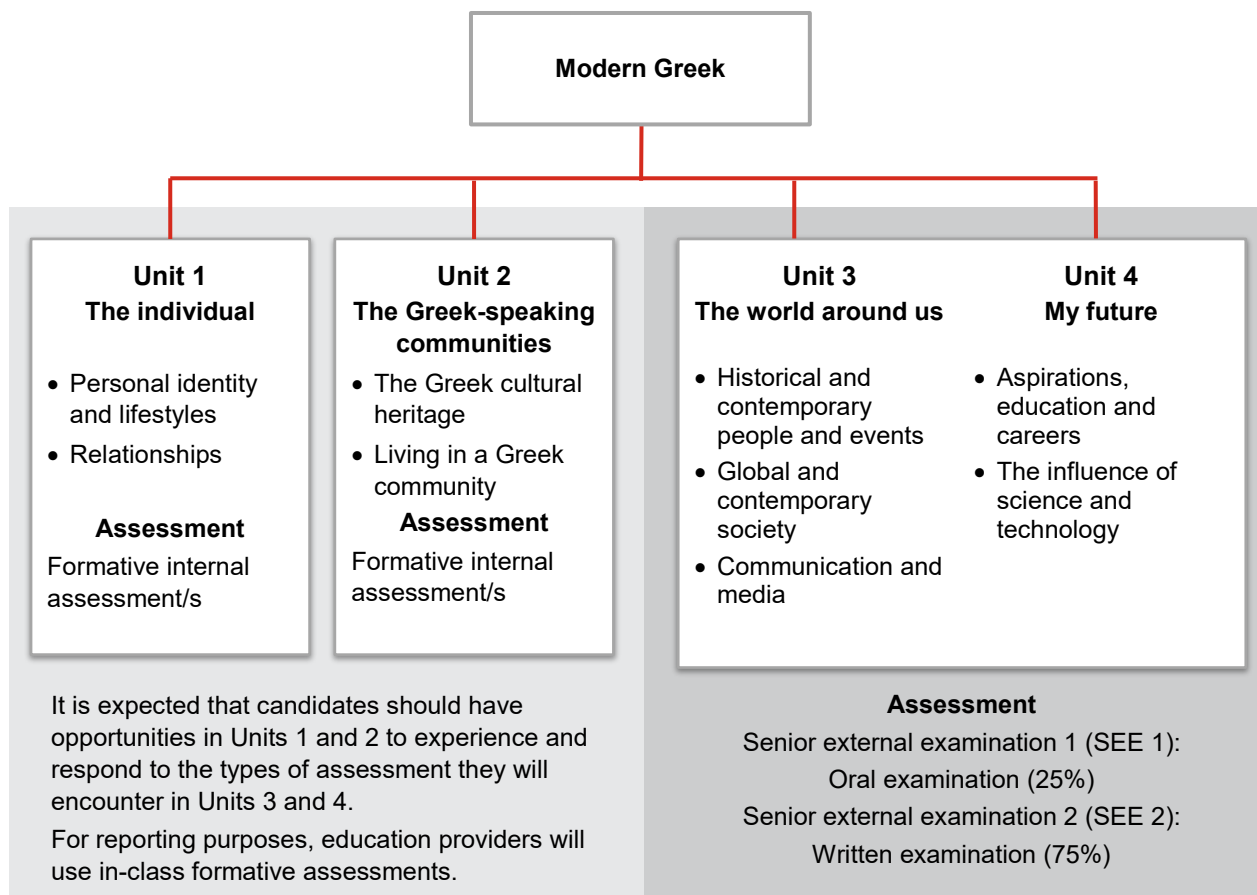 Modern Greek
Unit 1
The individual
• Personal identity
and lifestyles
• Relationships
Assessment
Formative internal
assessment/s
Unit 2
The Greek-speaking
communities
• The Greek cultural
heritage
• Living in a Greek
community
Assessment
Formative internal
assessment/s
Unit 3
The world around us
• Historical and
contemporary
people and events
• Global and
contemporary
society
• Communication and
media
Unit 4
My future
• Aspirations,
education and
careers
• The influence of
science and
technology
It is expected that candidates should have
opportunities in Units 1 and 2 to experience and
respond to the types of assessment they will
encounter in Units 3 and 4.
For reporting purposes, education providers will
use in-class formative assessments.
Assessment
Senior external examination 1 (SEE 1):
Oral examination (25%)
Senior external examination 2 (SEE 2):
Written examination (75%)